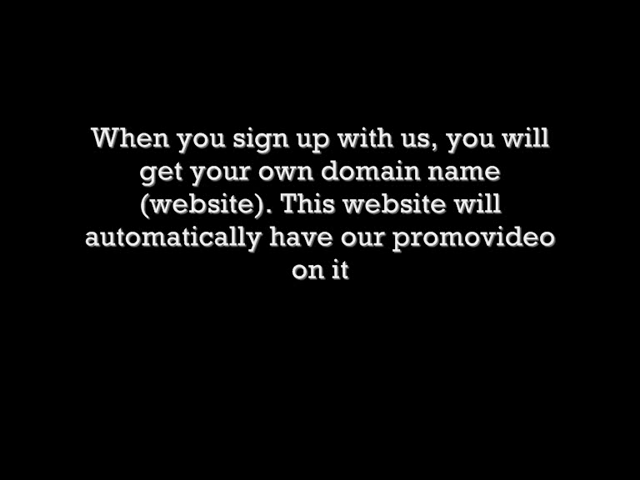 When you sign up with us, you will
get your own domain name
(website). This website will
automatically have our promovideo
on it